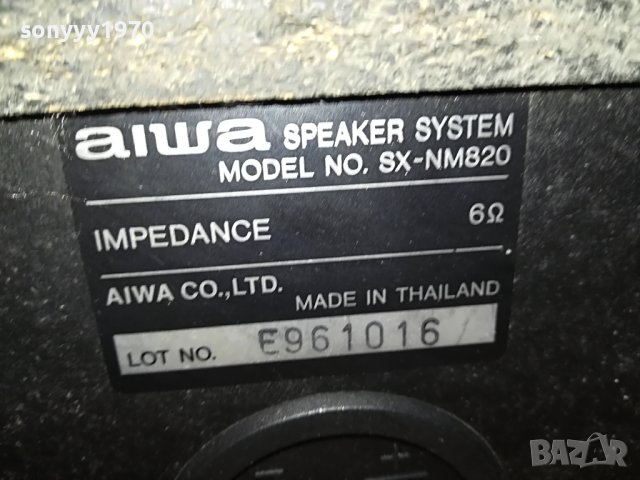 sonyyy1970
aiwa SPEAKER SYSTEM
MODEL NO. SX-NM820
IMPEDANCE 6Ω
AIWA CO.,LTD. MADE IN THAILAND
LOT NO. E961016
BAZAR